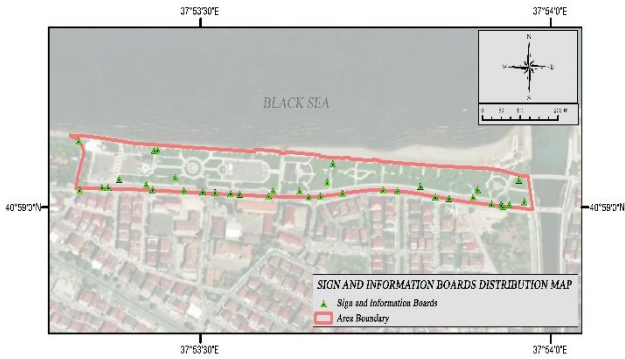 37°53'30"E 37°54'0"E
N
W E
S
0
BLACK SEA
40°59'0"N 40°59'0"N
SIGN AND INFORMATION BOARDS DISTRIBUTION MAP
Sign and Information Boards
Area Boundary
37°53'30"E 37°54'0"E